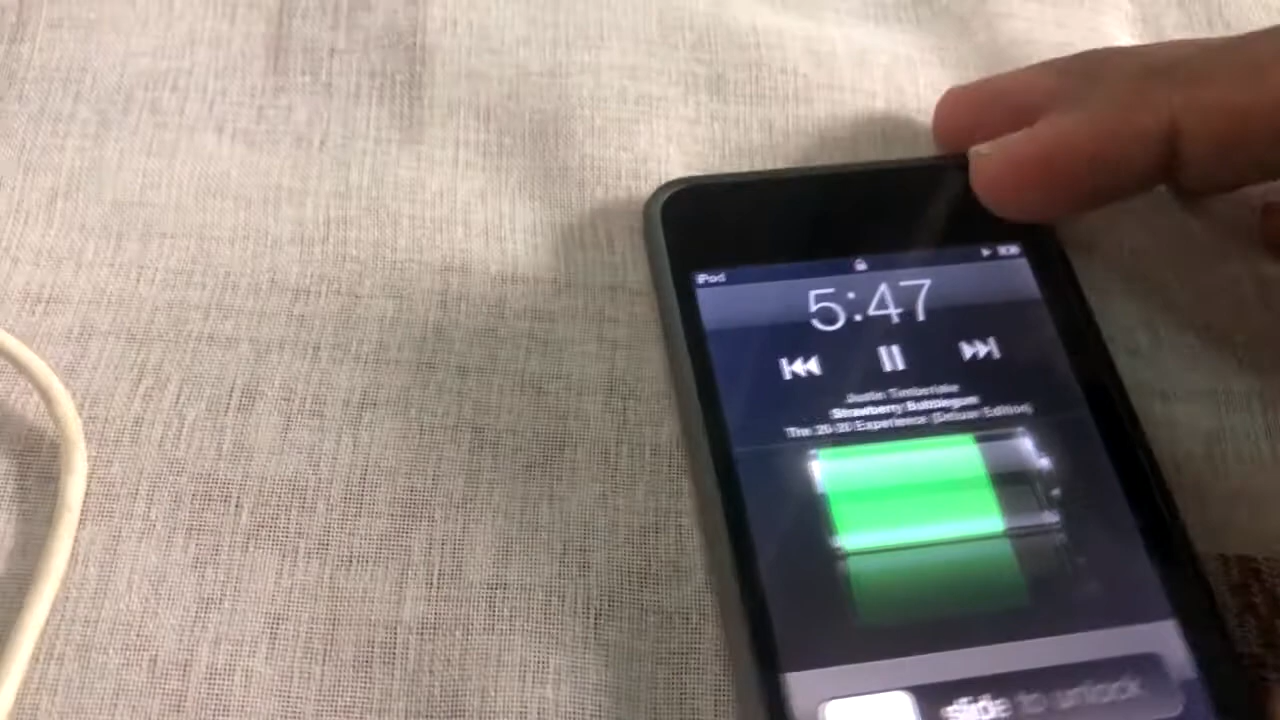 iPod
5:47
Justin Timberlake
Strawberry Bubblegum
The 20/20 Experience (Deluxe Edition)
slide to unlock